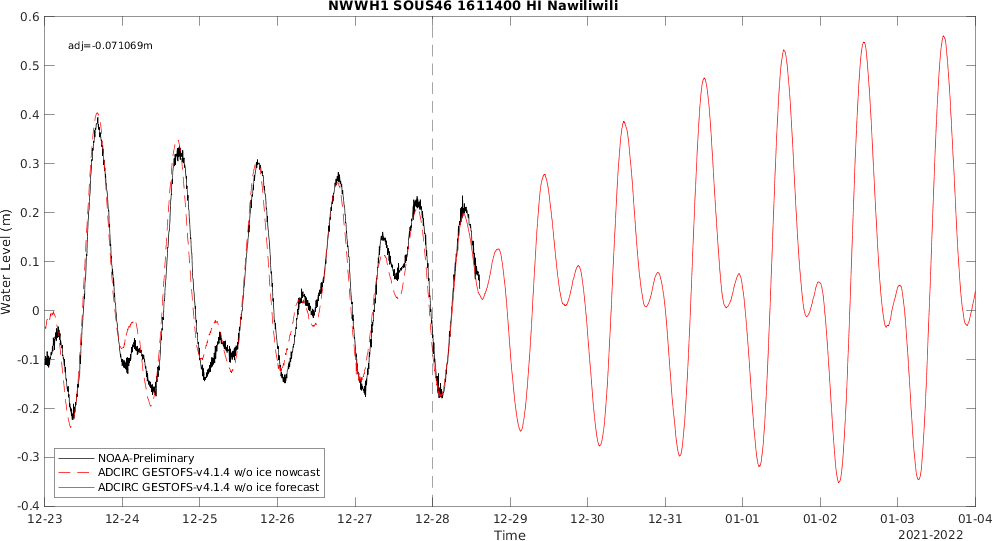 NWWH1 SOUS46 1611400 HI Nawiliwili
adj=-0.071069m
Water Level (m)
0.6
0.5
0.4
0.3
0.2
0.1
0
-0.1
-0.2
-0.3
-0.4
NOAA-Preliminary
ADCIRC GESTOFS-v4.1.4 w/o ice nowcast
ADCIRC GESTOFS-v4.1.4 w/o ice forecast
12-23 12-24 12-25 12-26 12-27 12-28 12-29 12-30 12-31 01-01 01-02 01-03 01-04
Time
2021-2022